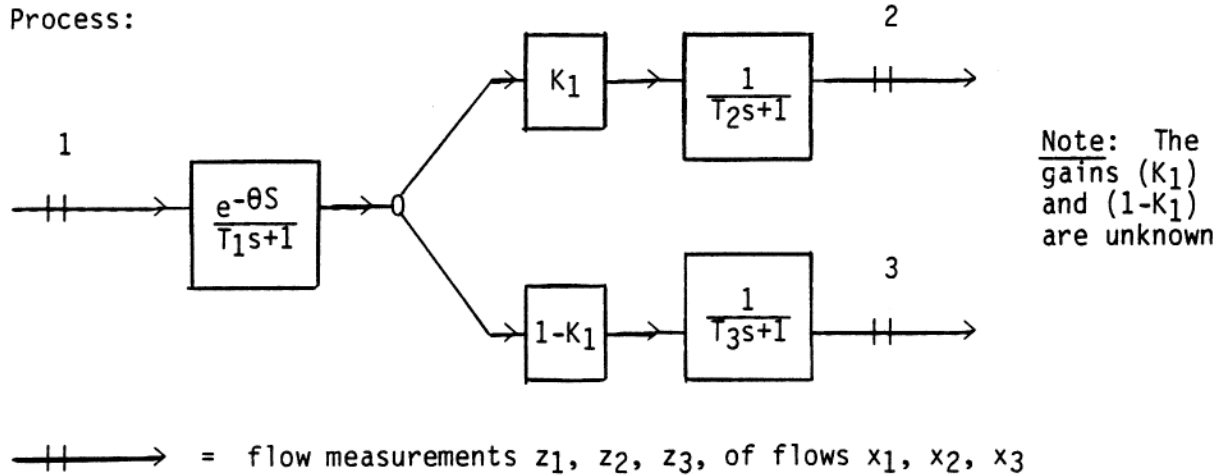 Process:
1
e-θS
T1s+1
K1
1
T2s+1
2
1-K1
1
T3s+1
3
Note: The
gains (K1)
and (1-K1)
are unknown
= flow measurements z1, z2, z3, of flows x1, x2, x3